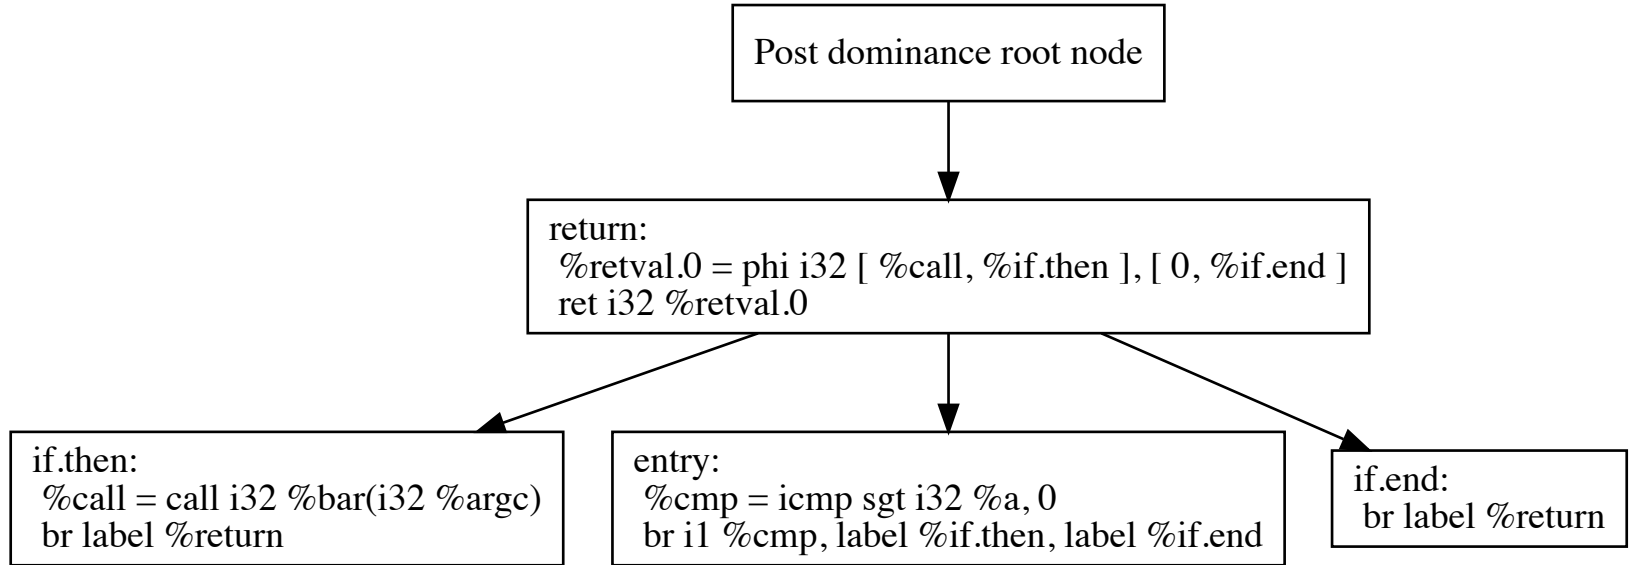 Post dominance root node
return:
%retval.0 = phi i32 [ %call, %if.then ], [ 0, %if.end ]
ret i32 %retval.0
if.then:
%call = call i32 %bar(i32 %argc)
br label %return
entry:
%cmp = icmp sgt i32 %a, 0
br i1 %cmp, label %if.then, label %if.end
if.end:
br label %return